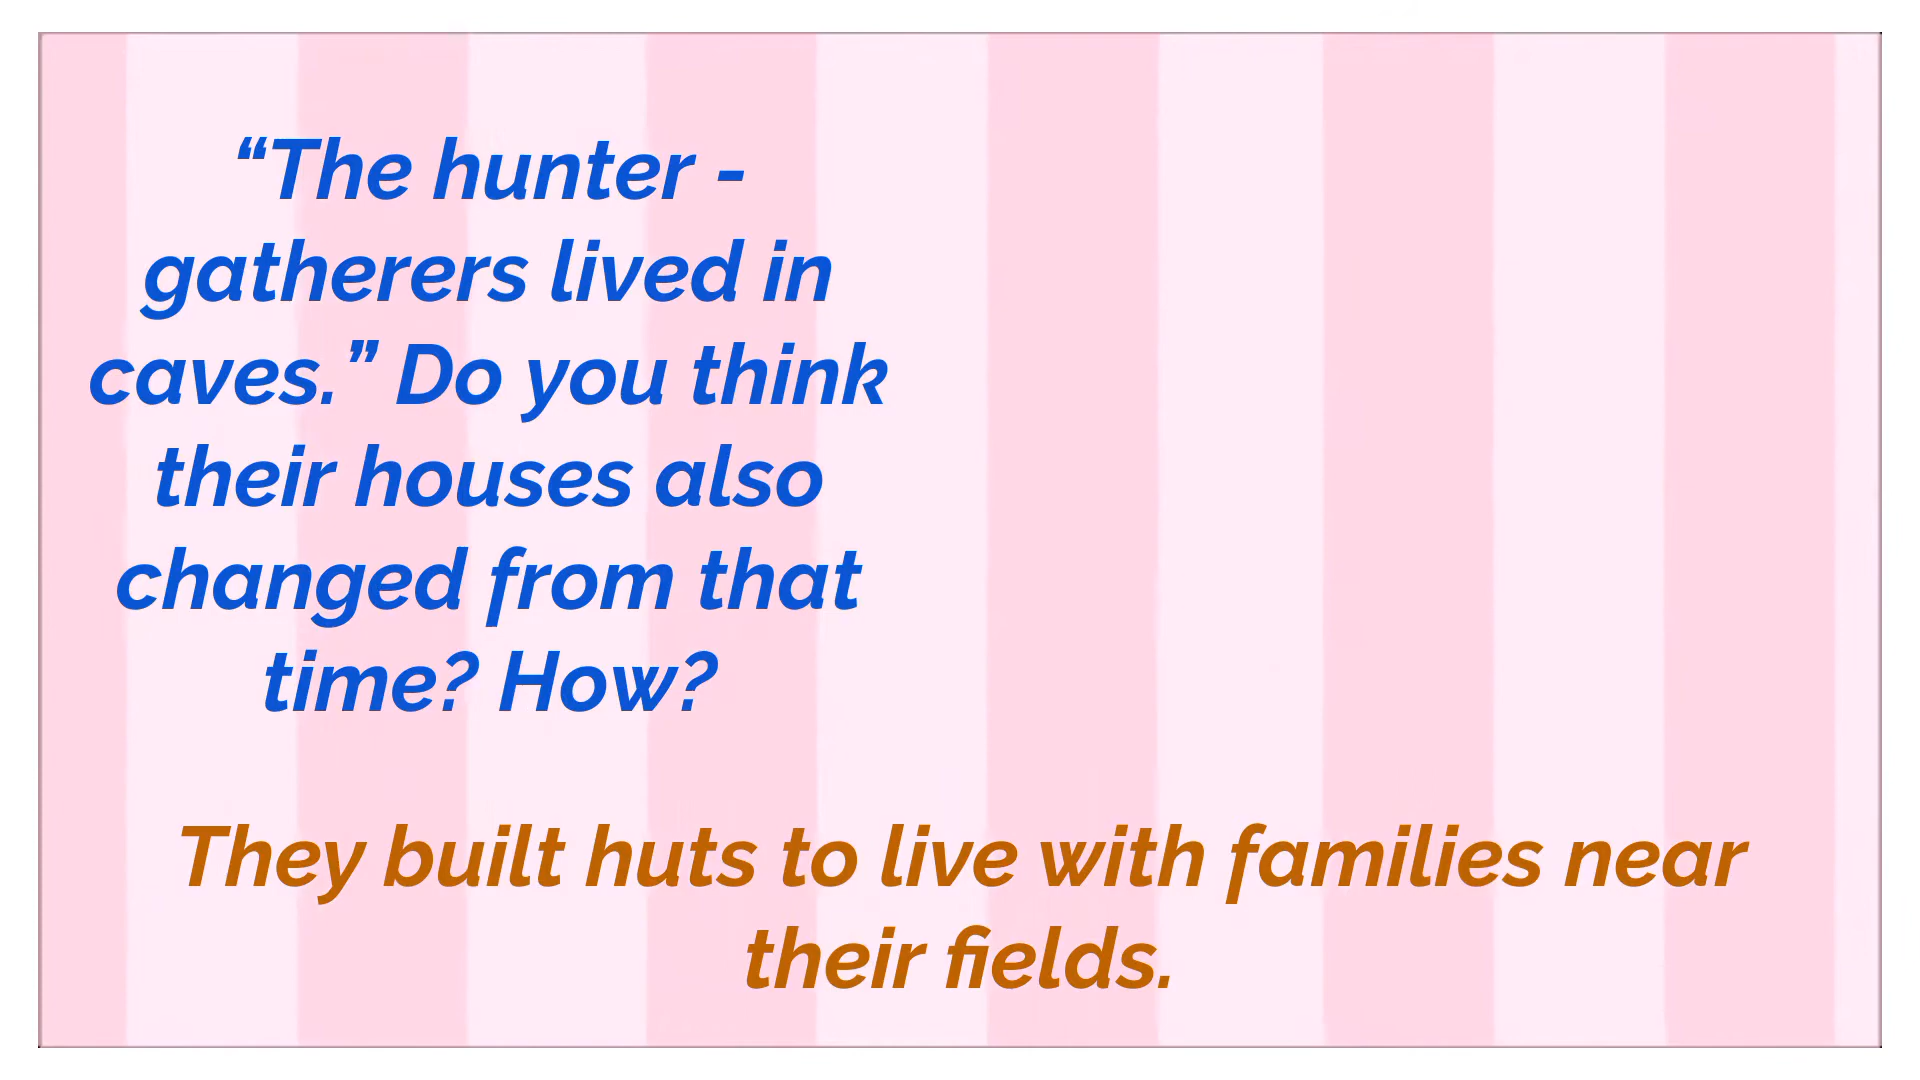 “The hunter -
gatherers lived in
caves.” Do you think
their houses also
changed from that
time? How?
They built huts to live with families near
their fields.